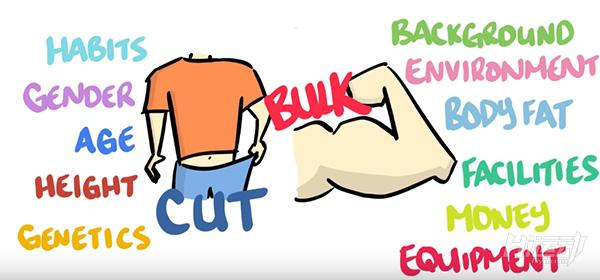 HABITS
GENDER
AGE
HEIGHT
GENETICS
CUT
BULK
BACKGROUND
ENVIRONMENT
BODY FAT
FACILITIES
MONEY
EQUIPMENT